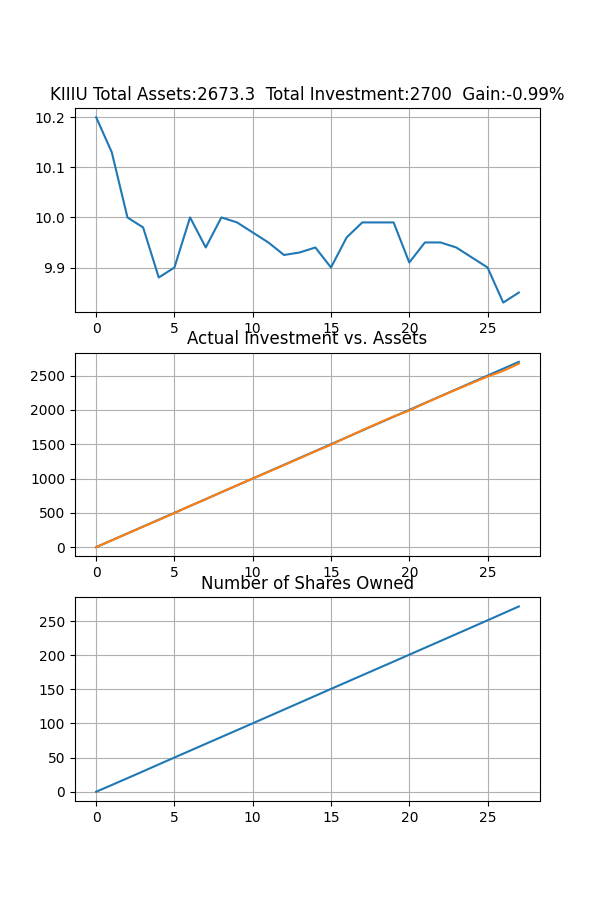 KIIIU Total Assets:2673.3  Total Investment:2700  Gain:-0.99%
10.2
10.1
10.0
9.9
0 5 10 15 20 25
Actual Investment vs. Assets
2500
2000
1500
1000
500
0
0 5 10 15 20 25
Number of Shares Owned
250
200
150
100
50
0
0 5 10 15 20 25